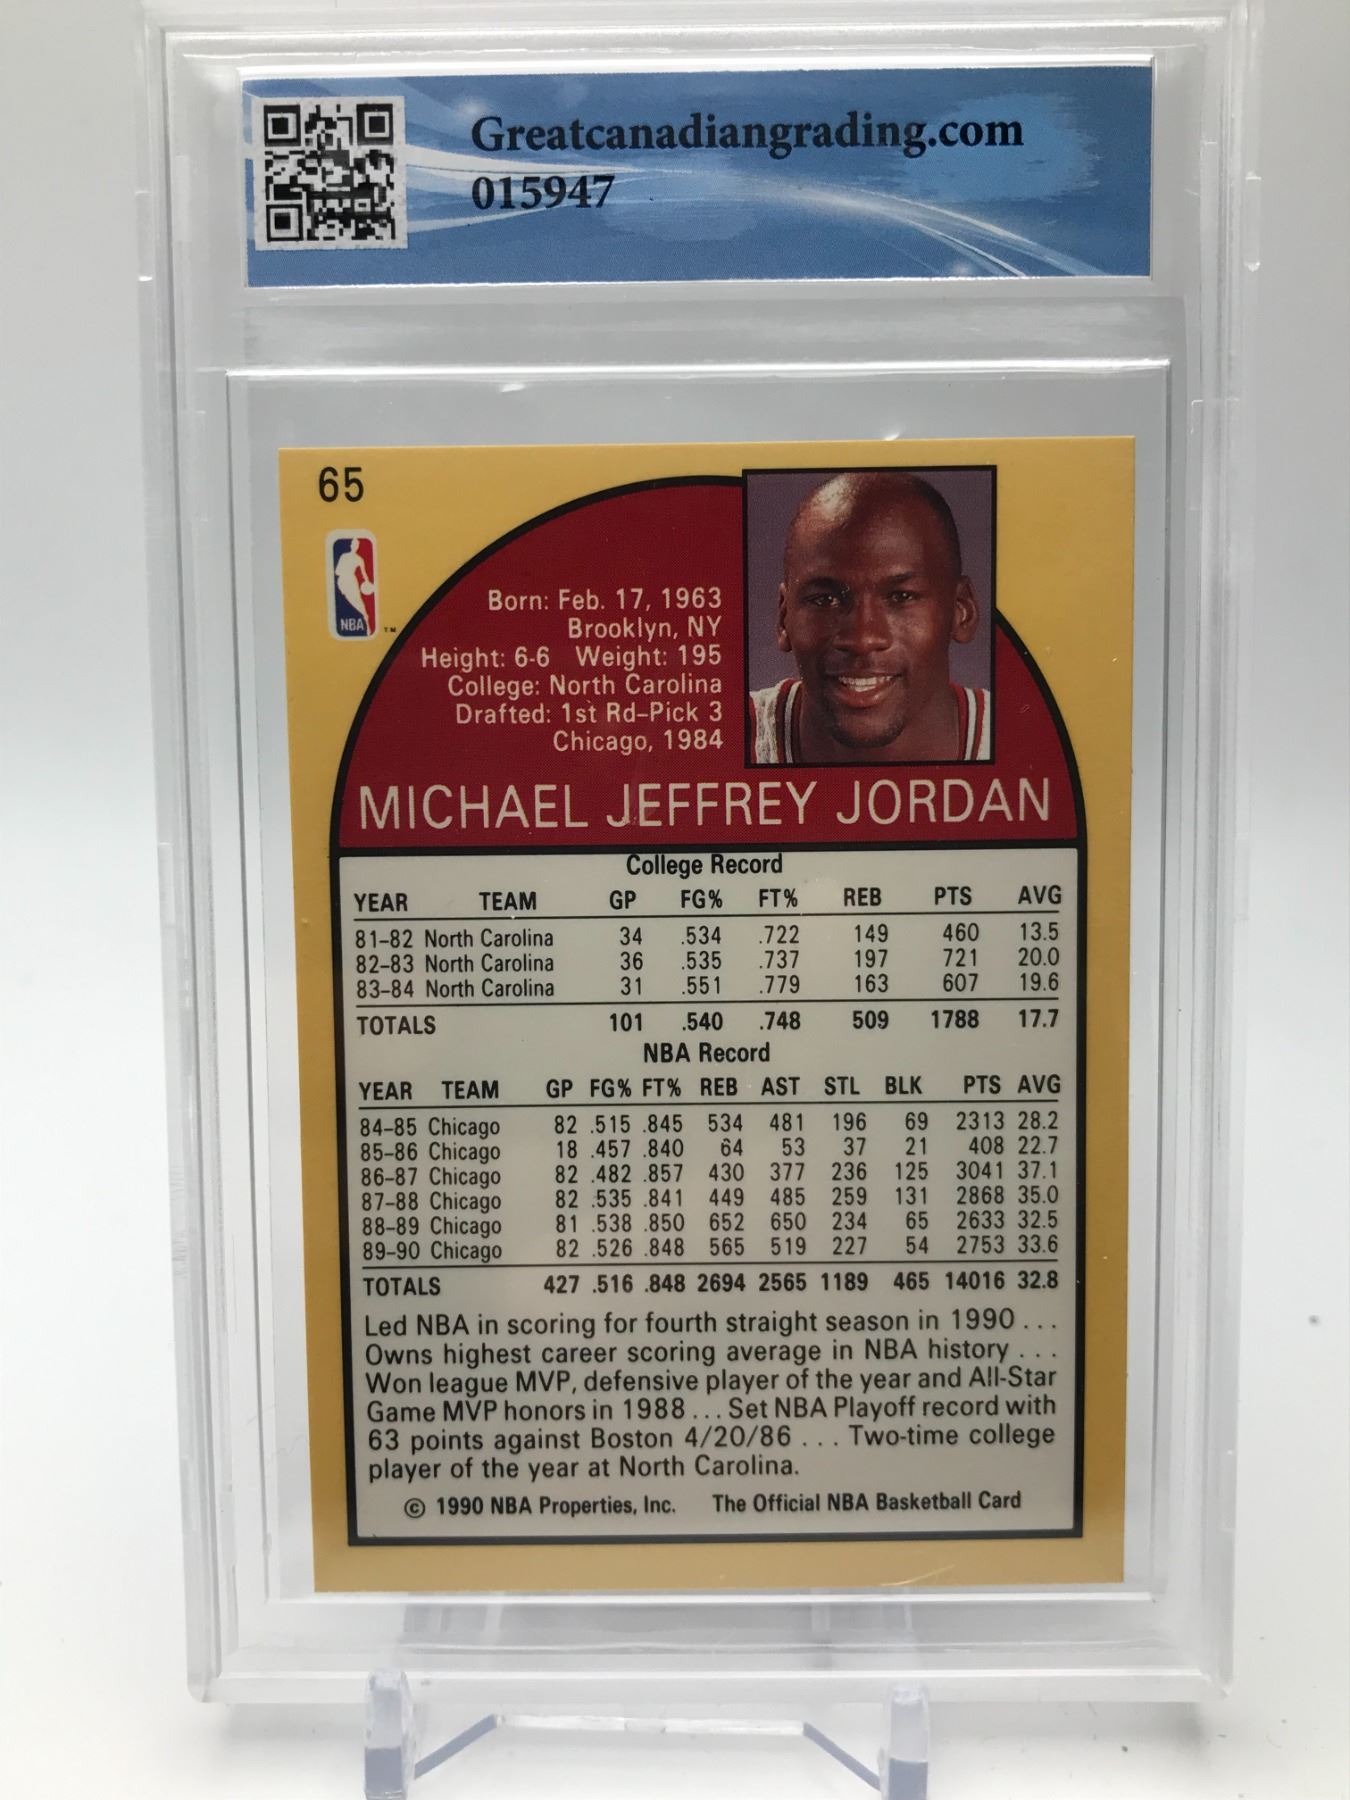 Greatcanadiangrading.com
015947
65
NBA ™
Born: Feb. 17, 1963
Brooklyn, NY
Height: 6-6 Weight: 195
College: North Carolina
Drafted: 1st Rd-Pick 3
Chicago, 1984
MICHAEL JEFFREY JORDAN
College Record
YEAR TEAM GP FG% FT% REB PTS AVG
81-82 North Carolina 34 .534 .722 149 460 13.5
82-83 North Carolina 36 .535 .737 197 721 20.0
83-84 North Carolina 31 .551 .779 163 607 19.6
TOTALS 101 .540 .748 509 1788 17.7
NBA Record
YEAR TEAM GP FG% FT% REB AST STL BLK PTS AVG
84-85 Chicago 82 .515 .845 534 481 196 69 2313 28.2
85-86 Chicago 18 .457 .840 64 53 37 21 408 22.7
86-87 Chicago 82 .482 .857 430 377 236 125 3041 37.1
87-88 Chicago 82 .535 .841 449 485 259 131 2868 35.0
88-89 Chicago 81 .538 .850 652 650 234 65 2633 32.5
89-90 Chicago 82 .526 .848 565 519 227 54 2753 33.6
TOTALS 427 .516 .848 2694 2565 1189 465 14016 32.8
Led NBA in scoring for fourth straight season in 1990 . . .
Owns highest career scoring average in NBA history . . .
Won league MVP, defensive player of the year and All-Star
Game MVP honors in 1988 . . . Set NBA Playoff record with
63 points against Boston 4/20/86 . . . Two-time college
player of the year at North Carolina.
© 1990 NBA Properties, Inc. The Official NBA Basketball Card